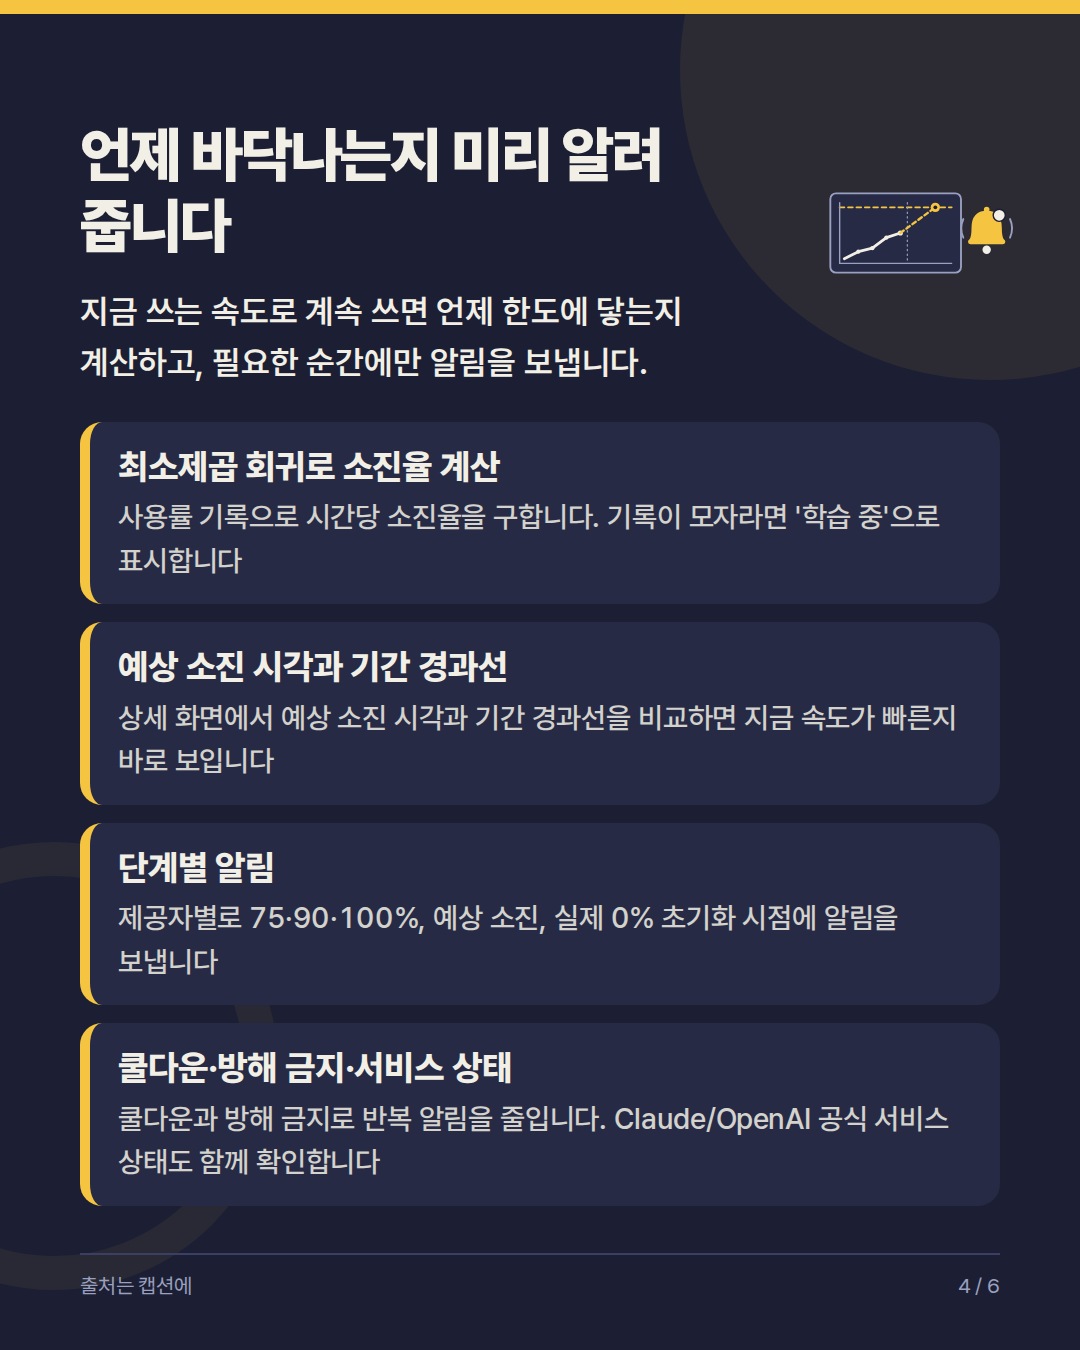 언제 바닥나는지 미리 알려
줍니다
지금 쓰는 속도로 계속 쓰면 언제 한도에 닿는지
계산하고, 필요한 순간에만 알림을 보냅니다.
최소제곱 회귀로 소진율 계산
사용률 기록으로 시간당 소진율을 구합니다. 기록이 모자라면 '학습 중'으로
표시합니다
예상 소진 시각과 기간 경과선
상세 화면에서 예상 소진 시각과 기간 경과선을 비교하면 지금 속도가 빠른지
바로 보입니다
단계별 알림
제공자별로 75·90·100%, 예상 소진, 실제 0% 초기화 시점에 알림을
보냅니다
쿨다운·방해 금지·서비스 상태
쿨다운과 방해 금지로 반복 알림을 줄입니다. Claude/OpenAI 공식 서비스
상태도 함께 확인합니다
출처는 캡션에
4 / 6